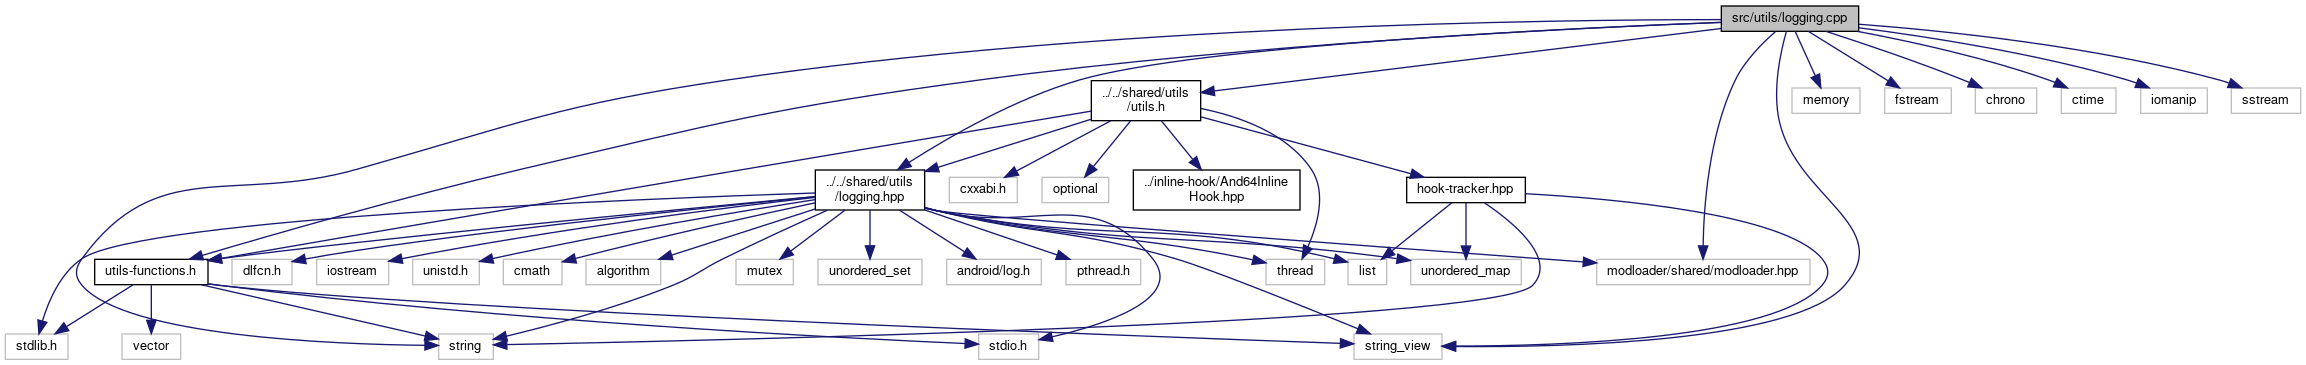 src/utils/logging.cpp
../../shared/utils
/utils.h
memory
fstream
chrono
ctime
iomanip
sstream
../../shared/utils
/logging.hpp
cxxabi.h
optional
../inline-hook/And64Inline
Hook.hpp
hook-tracker.hpp
utils-functions.h
dlfcn.h
iostream
unistd.h
cmath
algorithm
mutex
unordered_set
android/log.h
pthread.h
thread
list
unordered_map
modloader/shared/modloader.hpp
stdlib.h
vector
string
stdio.h
string_view